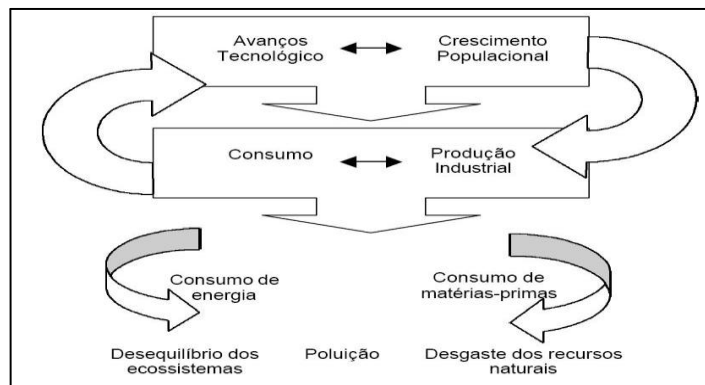 Avanços
Tecnológico
Crescimento
Populacional
Consumo
Produção
Industrial
Consumo de
energia
Consumo de
matérias-primas
Desequilíbrio dos
ecossistemas
Poluição
Desgaste dos recursos
naturais